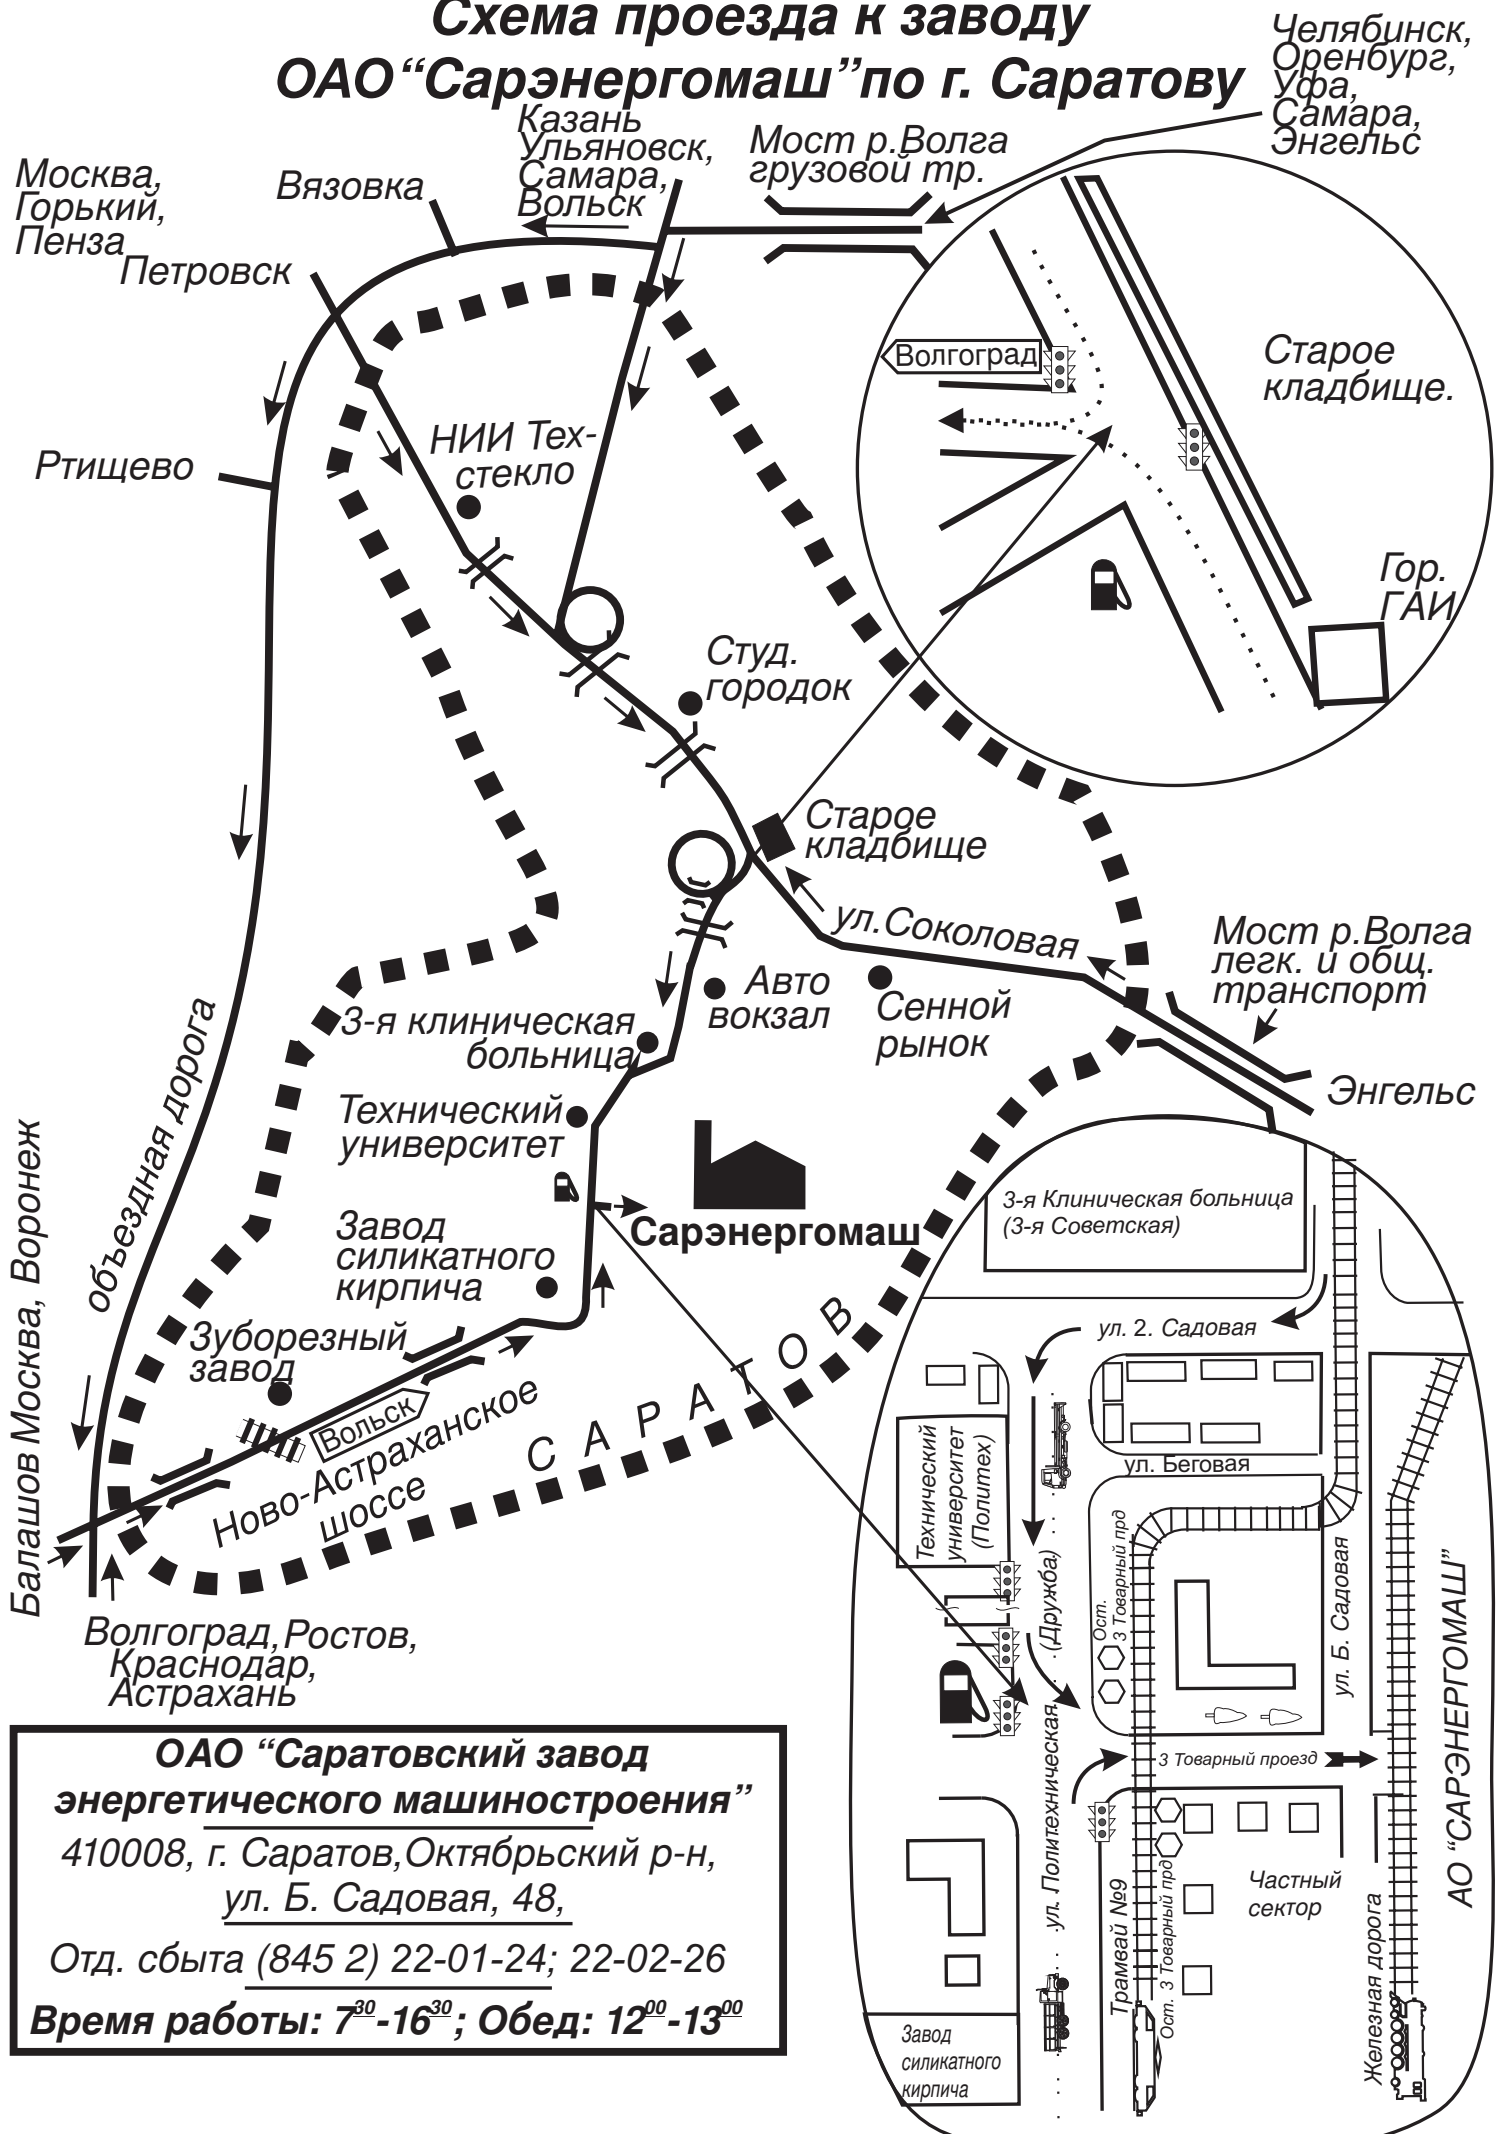 Схема проезда к заводу
ОАО “Сарэнергомаш” по г. Саратову
Челябинск,
Оренбург,
Уфа,
Самара,
Энгельс
Казань
Ульяновск,
Самара,
Вольск
Мост р.Волга
грузовой тр.
Москва,
Горький,
Пенза
Вязовка
Петровск
Волгоград
Старое
кладбище.
Гор.
ГАИ
НИИ Тех-
стекло
Ртищево
Студ.
городок
Старое
кладбище
ул.Соколовая
Мост р.Волга
легк. и общ.
транспорт
Авто
вокзал
Сенной
рынок
Энгельс
3-я клиническая
больница
Технический
университет
Сарэнергомаш
Завод
силикатного
кирпича
объездная дорога
Балашов Москва, Воронеж
Зуборезный
завод
Вольск
Ново-Астраханское
шоссе
САРАТОВ
Волгоград, Ростов,
Краснодар,
Астрахань
3-я Клиническая больница
(3-я Советская)
ул. 2. Садовая
Технический
университет
(Политех)
ул. Беговая
Ост.
3 Товарный прд
ул. Б. Садовая
АО “САРЭНЕРГОМАШ”
ул. Политехническая
(Дружба)
3 Товарный проезд
Трамвай №9
Ост. 3 Товарный прд
Частный
сектор
Железная дорога
Завод
силикатного
кирпича
ОАО “Саратовский завод
энергетического машиностроения”
410008, г. Саратов,Октябрьский р-н,
ул. Б. Садовая, 48,
Отд. сбыта (845 2) 22-01-24; 22-02-26
Время работы: 7³⁰-16³⁰; Обед: 12⁰⁰-13⁰⁰